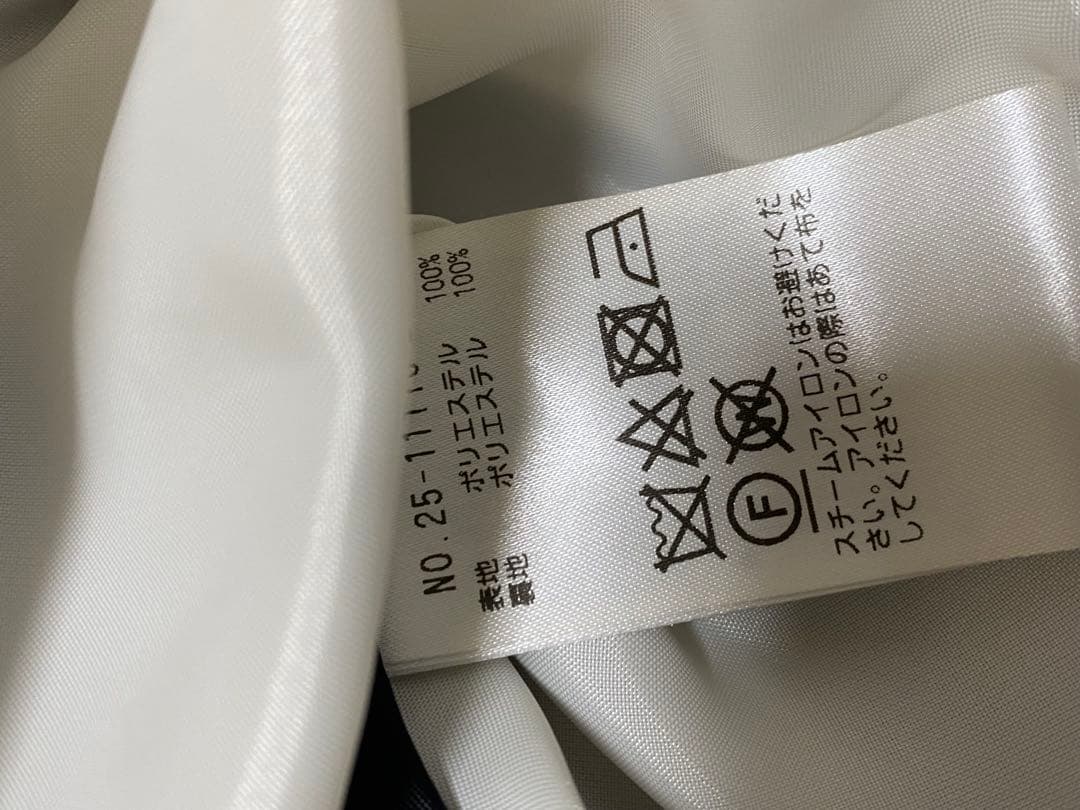 NO.25-111
表地 ポリエステル 100%
裏地 ポリエステル 100%
F
W
スチームアイロンはお避けくだ
さい。アイロンの際はあて布を
してください。